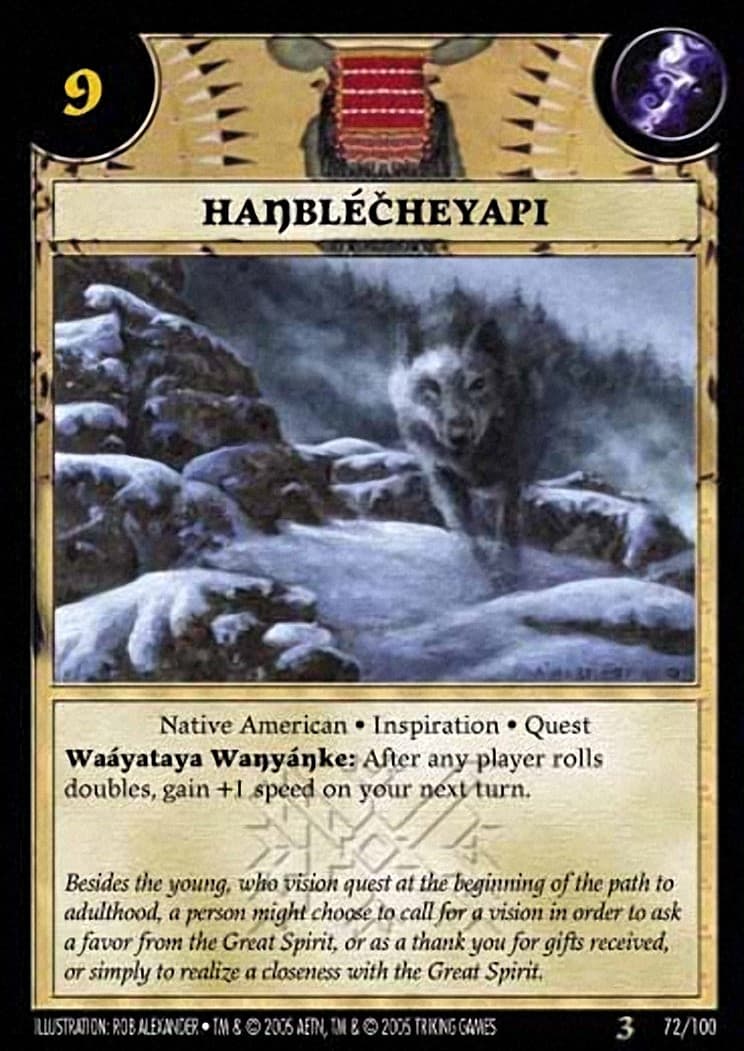 9
HAŊBLÉČHEYAPI
Native American • Inspiration • Quest
Waáyataya Waŋyáŋke: After any player rolls
doubles, gain +1 speed on your next turn.
Besides the young, who vision quest at the beginning of the path to
adulthood, a person might choose to call for a vision in order to ask
a favor from the Great Spirit, or as a thank you for gifts received,
or simply to realize a closeness with the Great Spirit.
ILLUSTRATION: ROB ALEXANDER • TM & © 2005 AETN, TM & © 2005 TRIKING GAMES 3 72/100